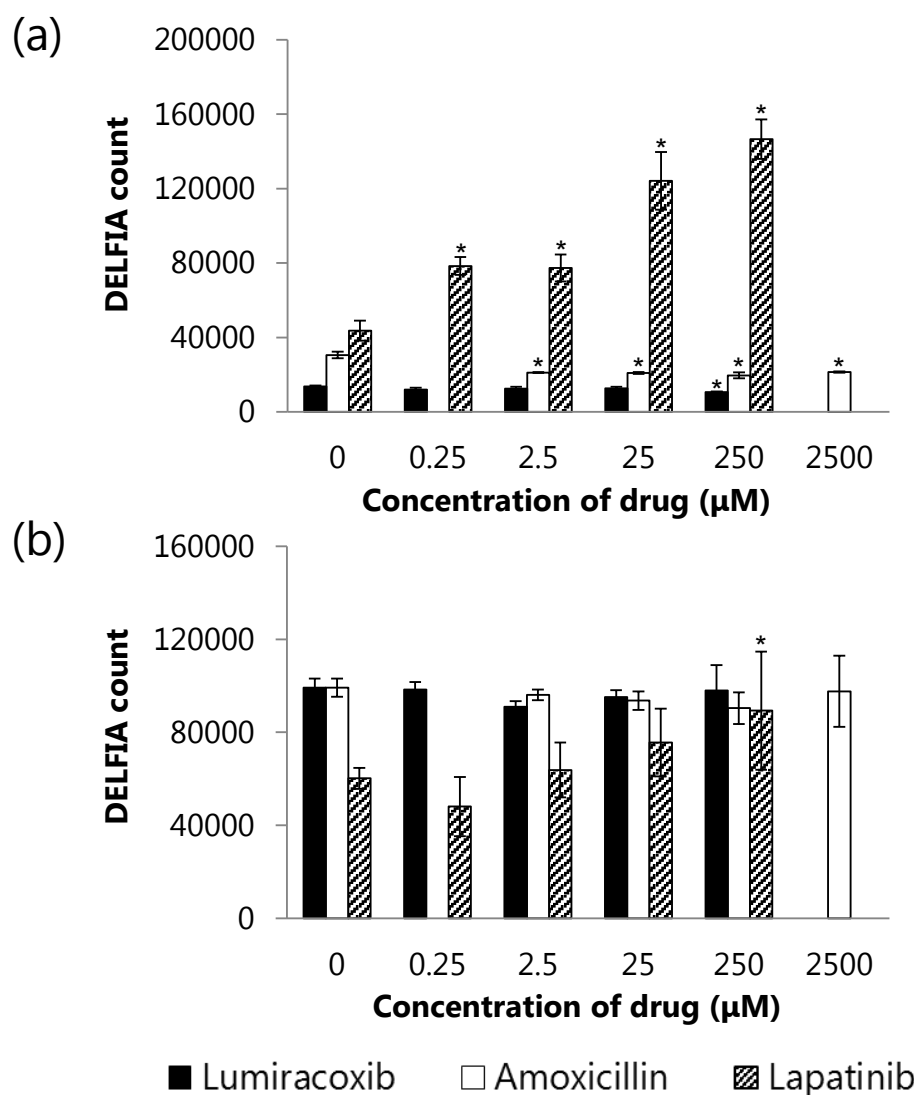 (a)
DELFIA count
200000
160000
120000
80000
40000
0
* * * * * * * * * *
0 0.25 2.5 25 250 2500
Concentration of drug (µM)
(b)
DELFIA count
160000
120000
80000
40000
0
*
0 0.25 2.5 25 250 2500
Concentration of drug (µM)
Lumiracoxib Amoxicillin Lapatinib